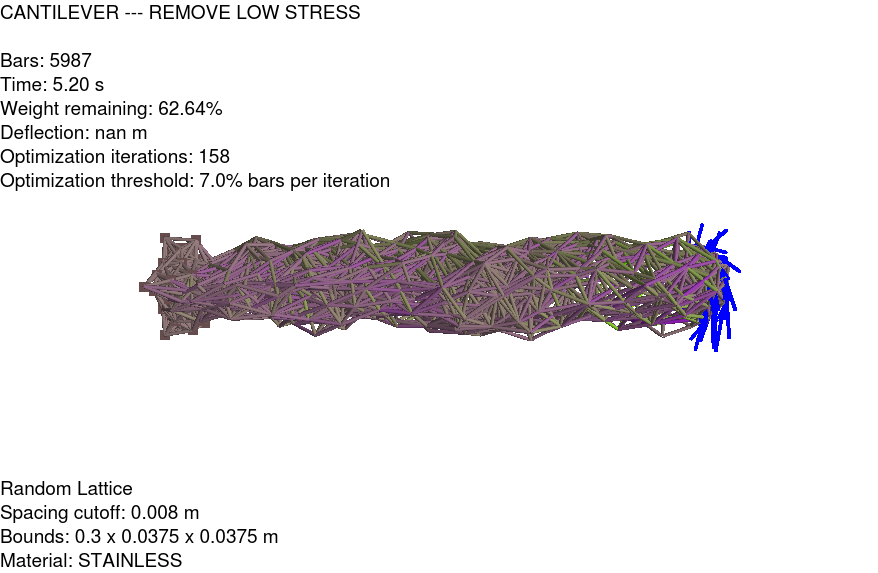 CANTILEVER --- REMOVE LOW STRESS
Bars: 5987
Time: 5.20 s
Weight remaining: 62.64%
Deflection: nan m
Optimization iterations: 158
Optimization threshold: 7.0% bars per iteration
Random Lattice
Spacing cutoff: 0.008 m
Bounds: 0.3 x 0.0375 x 0.0375 m
Material: STAINLESS